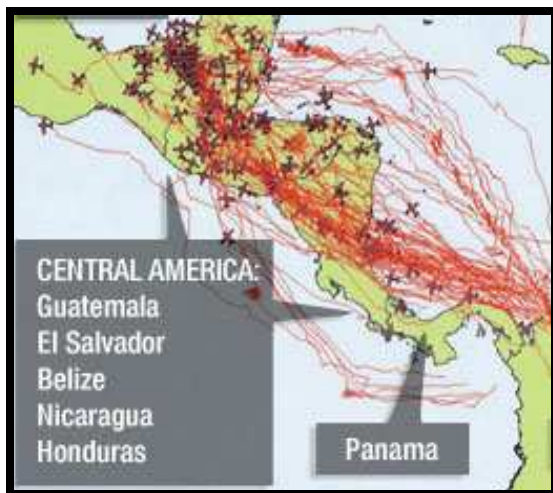 CENTRAL AMERICA:
Guatemala
El Salvador
Belize
Nicaragua
Honduras
Panama